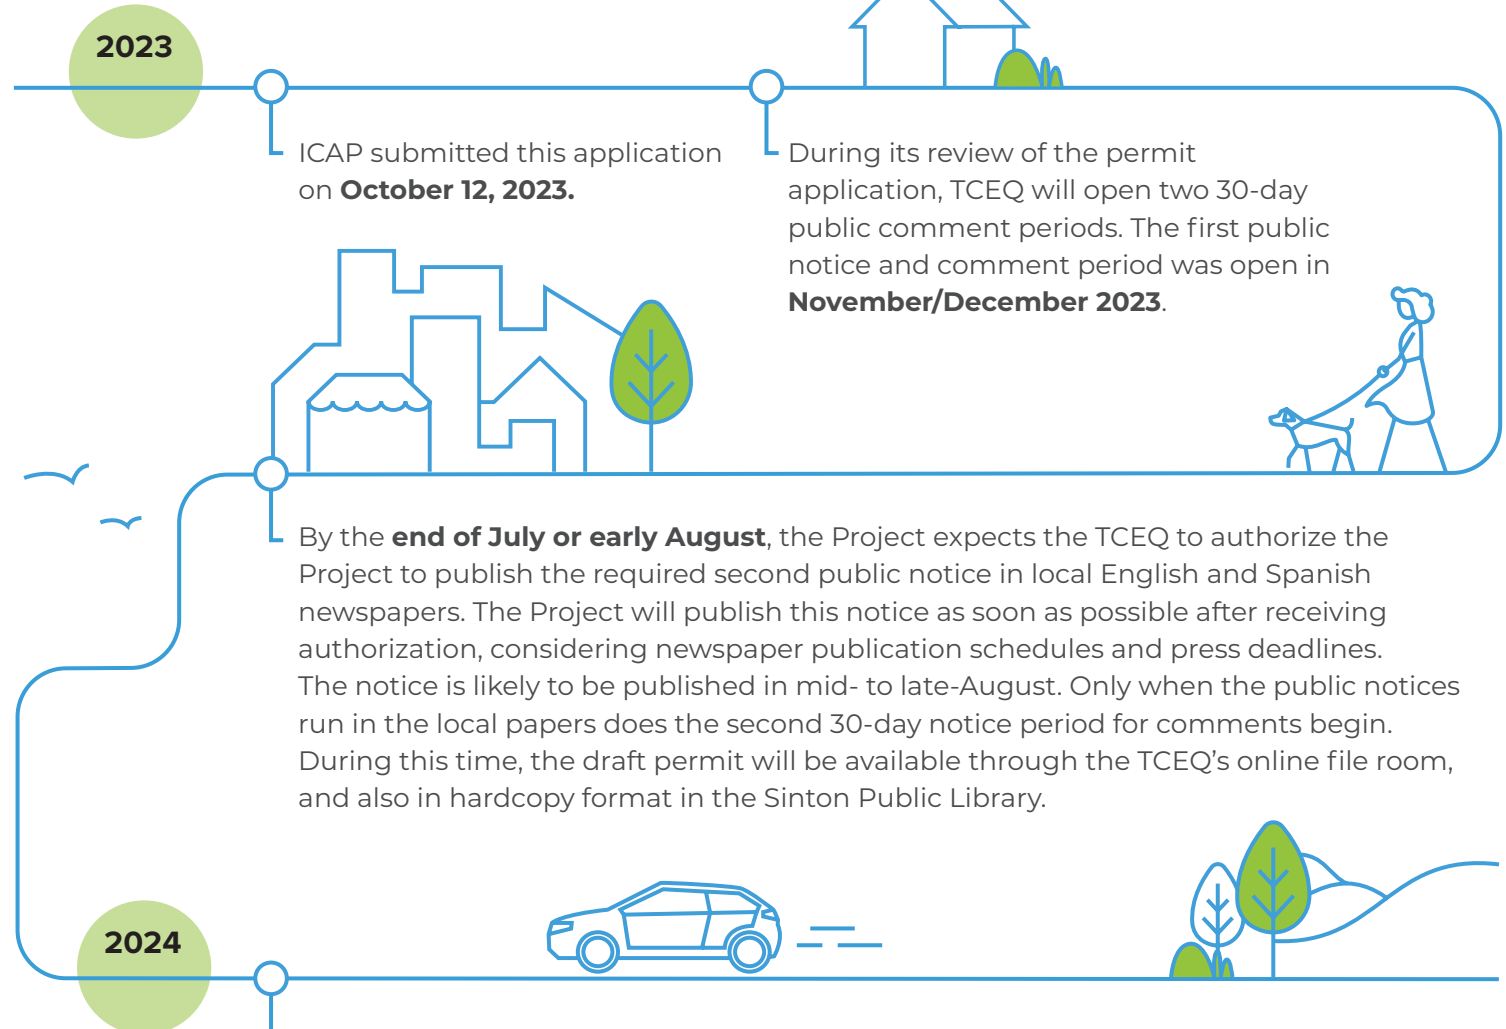 2023
ICAP submitted this application
on October 12, 2023.
During its review of the permit
application, TCEQ will open two 30-day
public comment periods. The first public
notice and comment period was open in
November/December 2023.
By the end of July or early August, the Project expects the TCEQ to authorize the
Project to publish the required second public notice in local English and Spanish
newspapers. The Project will publish this notice as soon as possible after receiving
authorization, considering newspaper publication schedules and press deadlines.
The notice is likely to be published in mid- to late-August. Only when the public notices
run in the local papers does the second 30-day notice period for comments begin.
During this time, the draft permit will be available through the TCEQ’s online file room,
and also in hardcopy format in the Sinton Public Library.
2024